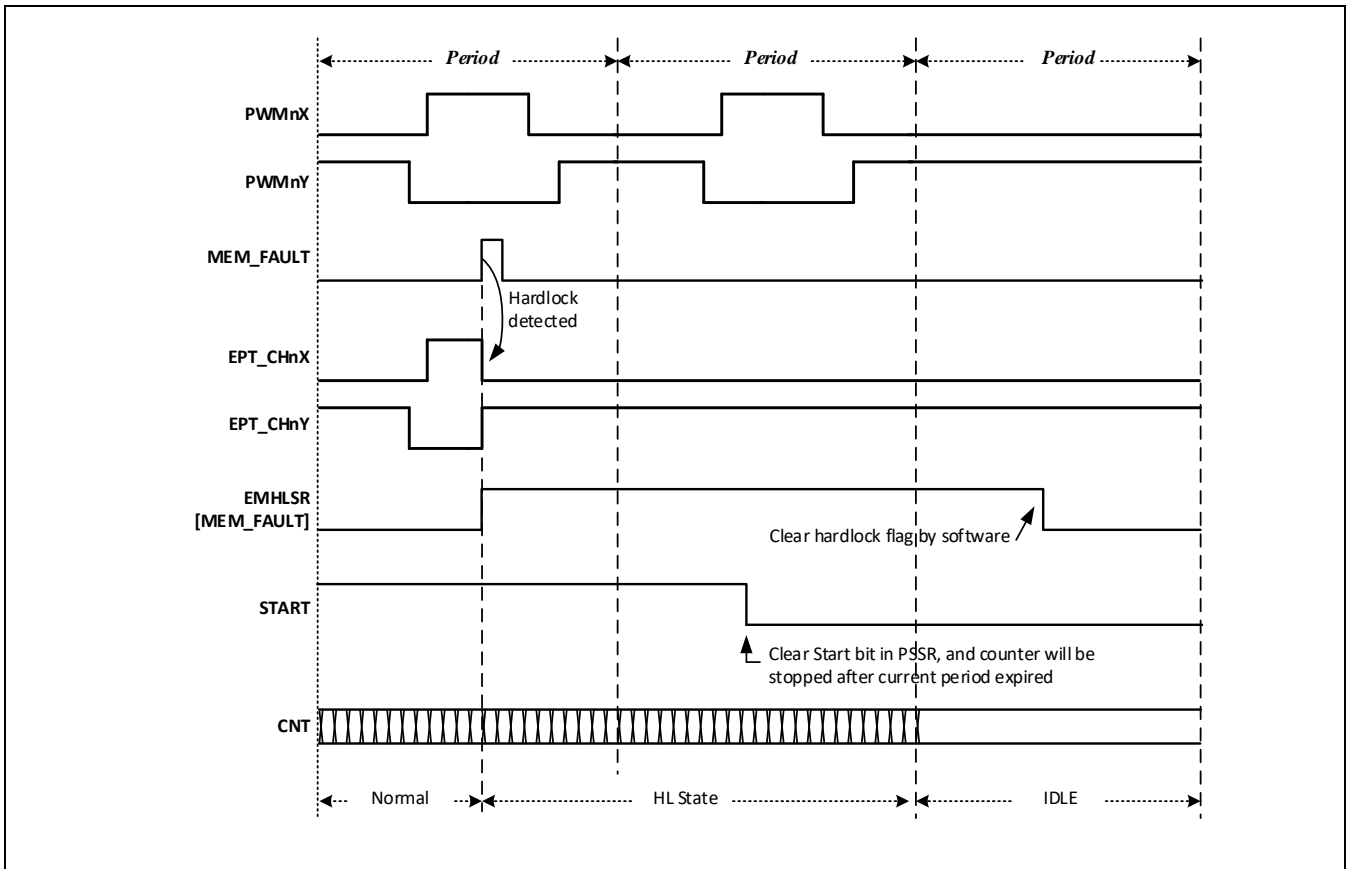 Period Period Period
PWMnX
PWMnY
MEM_FAULT
Hardlock
detected
EPT_CHnX
EPT_CHnY
EMHLSR
[MEM_FAULT]
Clear hardlock flag by software
START
Clear Start bit in PSSR, and counter will be
stopped after current period expired
CNT
Normal HL State IDLE